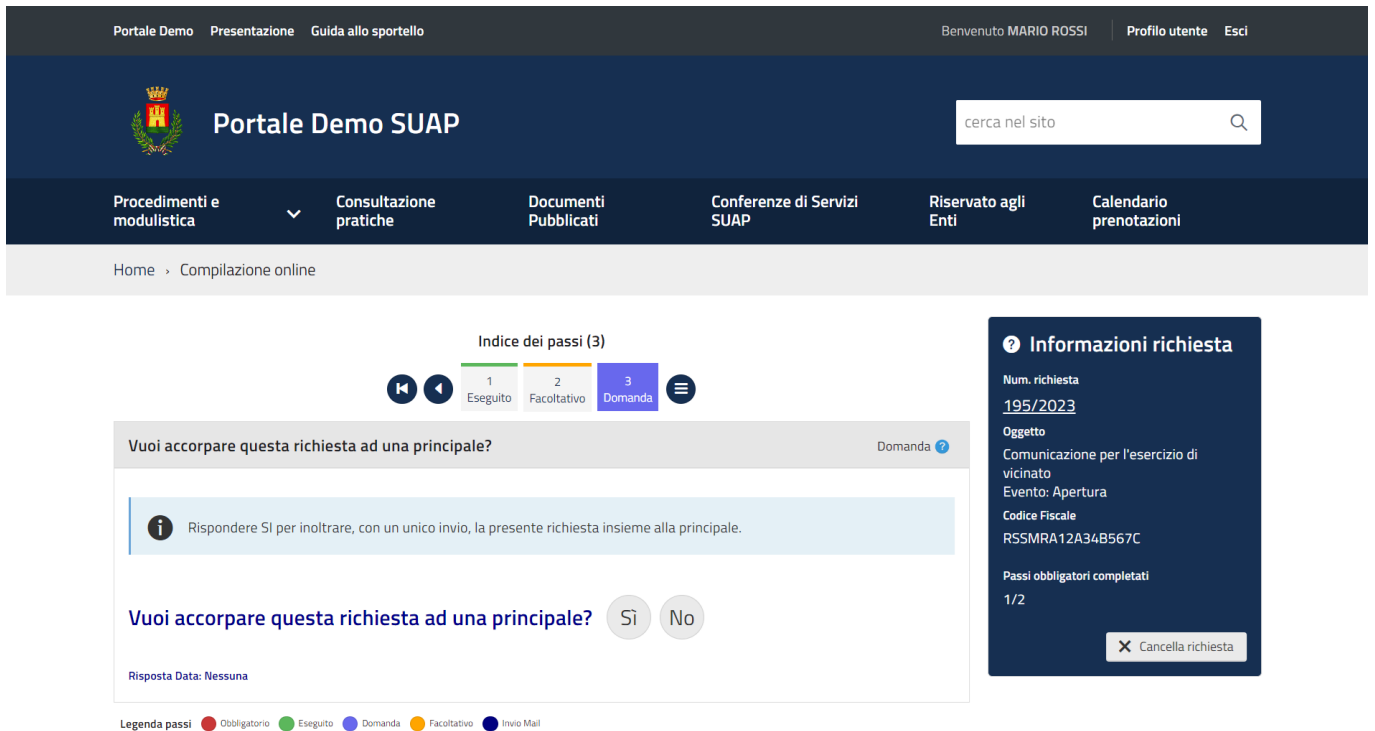 Portale Demo Presentazione Guida allo sportello
Benvenuto MARIO ROSSI Profilo utente Esci
Portale Demo SUAP
cerca nel sito
Procedimenti e modulistica
Consultazione pratiche
Documenti Pubblicati
Conferenze di Servizi SUAP
Riservato agli Enti
Calendario prenotazioni
Home › Compilazione online
Indice dei passi (3)
1 Eseguito
2 Facoltativo
3 Domanda
Vuoi accorpare questa richiesta ad una principale? Domanda ?
i Rispondere SI per inoltrare, con un unico invio, la presente richiesta insieme alla principale.
Vuoi accorpare questa richiesta ad una principale? Sì No
Risposta Data: Nessuna
Legenda passi Obbligatorio Eseguito Domanda Facoltativo Invio Mail
? Informazioni richiesta
Num. richiesta
195/2023
Oggetto
Comunicazione per l'esercizio di
vicinato
Evento: Apertura
Codice Fiscale
RSSMRA12A34B567C
Passi obbligatori completati
1/2
Cancella richiesta